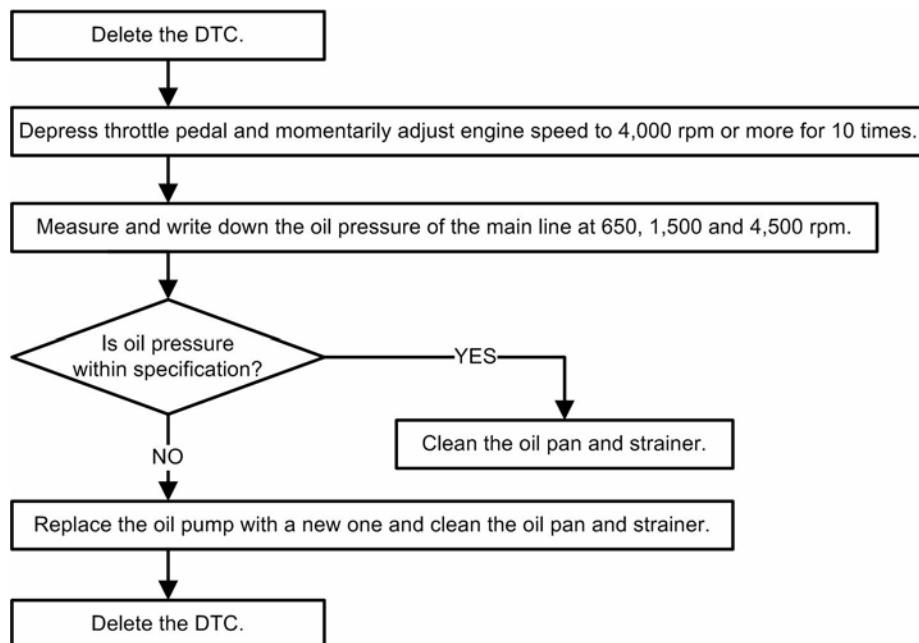 Delete the DTC.
Depress throttle pedal and momentarily adjust engine speed to 4,000 rpm or more for 10 times.
Measure and write down the oil pressure of the main line at 650, 1,500 and 4,500 rpm.
Is oil pressure
within specification?
YES
Clean the oil pan and strainer.
NO
Replace the oil pump with a new one and clean the oil pan and strainer.
Delete the DTC.